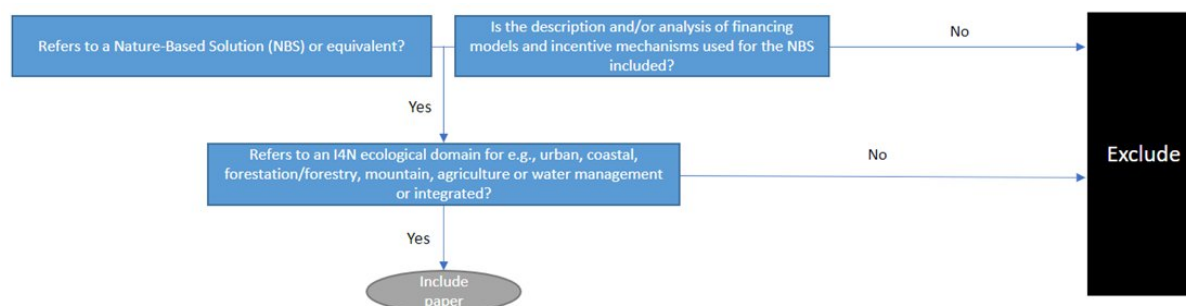 Refers to a Nature-Based Solution (NBS) or equivalent?
Is the description and/or analysis of financing
models and incentive mechanisms used for the NBS
included?
No
Yes
Refers to an I4N ecological domain for e.g., urban, coastal,
forestation/forestry, mountain, agriculture or water management
or integrated?
No
Exclude
Yes
Include
paper